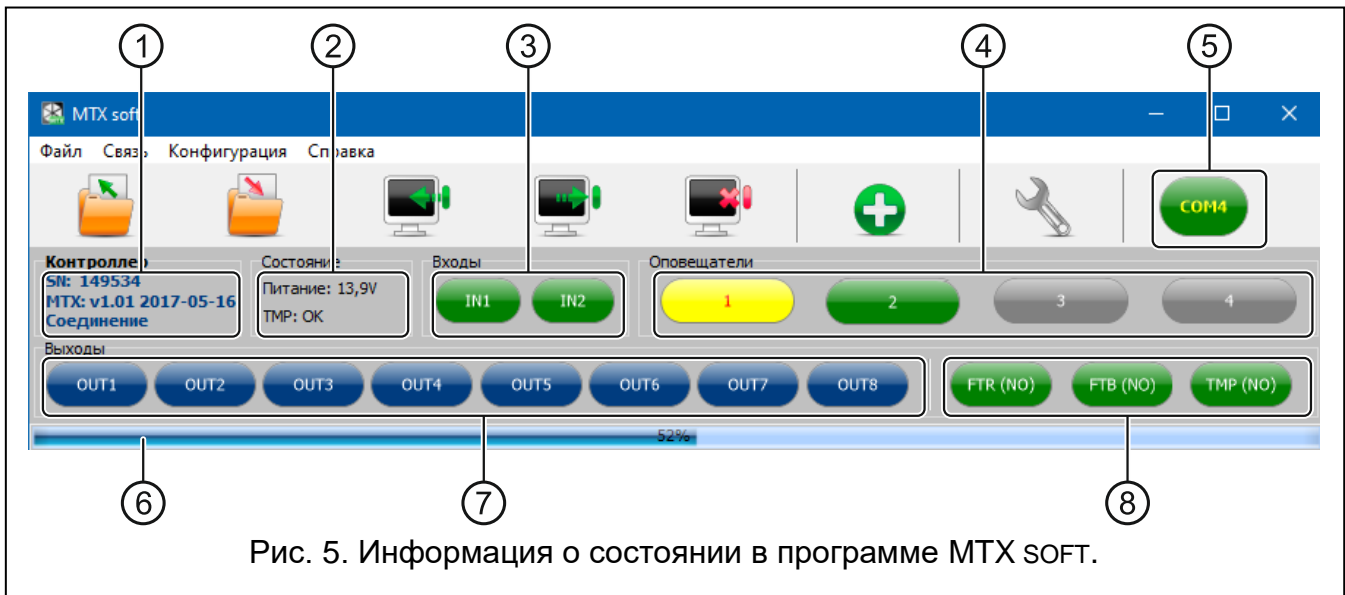 1 2 3 4 5
MTX soft
Файл Связь Конфигурация Справка
COM4
Контроллер Состояние Входы Оповещатели
SN: 149534
MTX: v1.01 2017-05-16
Соединение
Питание: 13,9V
TMP: OK
IN1 IN2
1 2 3 4
Выходы
OUT1 OUT2 OUT3 OUT4 OUT5 OUT6 OUT7 OUT8 FTR (NO) FTB (NO) TMP (NO)
52%
6 7 8
Рис. 5. Информация о состоянии в программе MTX SOFT.